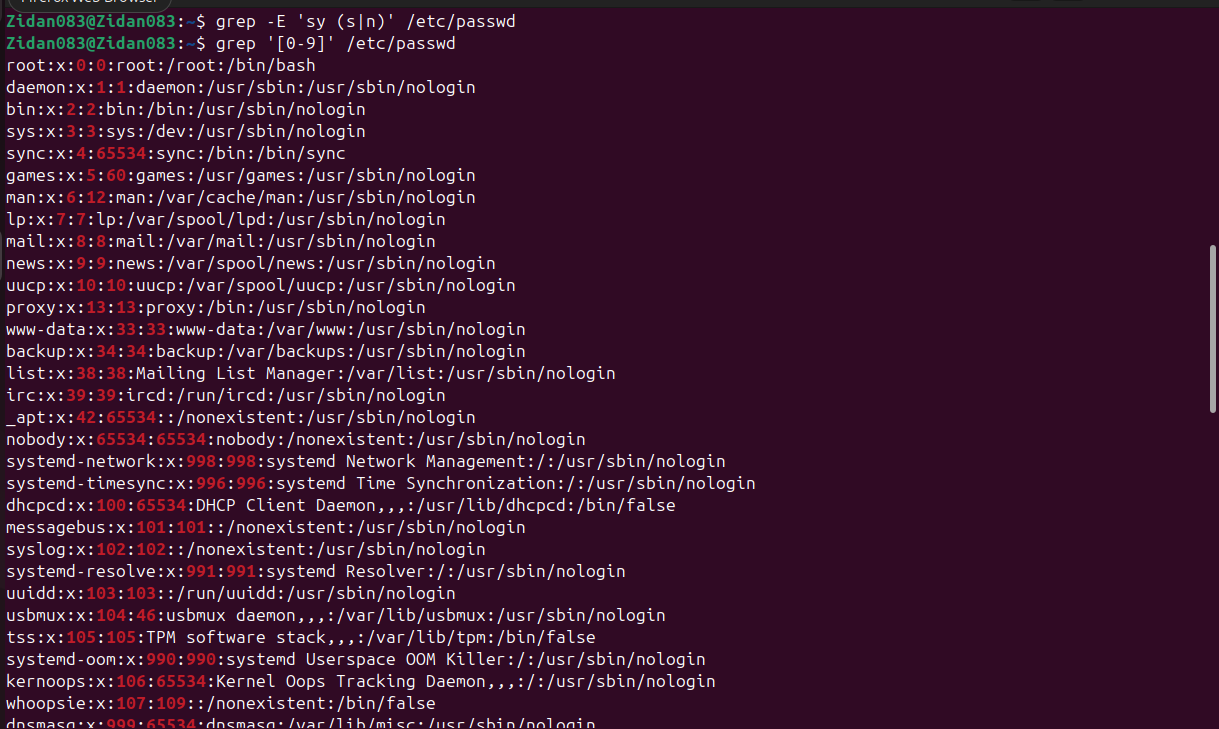 Firefox Web Browser
Zidan083@Zidan083:~$ grep -E 'sy (s|n)' /etc/passwd
Zidan083@Zidan083:~$ grep '[0-9]' /etc/passwd
root:x:0:0:root:/root:/bin/bash
daemon:x:1:1:daemon:/usr/sbin:/usr/sbin/nologin
bin:x:2:2:bin:/bin:/usr/sbin/nologin
sys:x:3:3:sys:/dev:/usr/sbin/nologin
sync:x:4:65534:sync:/bin:/bin/sync
games:x:5:60:games:/usr/games:/usr/sbin/nologin
man:x:6:12:man:/var/cache/man:/usr/sbin/nologin
lp:x:7:7:lp:/var/spool/lpd:/usr/sbin/nologin
mail:x:8:8:mail:/var/mail:/usr/sbin/nologin
news:x:9:9:news:/var/spool/news:/usr/sbin/nologin
uucp:x:10:10:uucp:/var/spool/uucp:/usr/sbin/nologin
proxy:x:13:13:proxy:/bin:/usr/sbin/nologin
www-data:x:33:33:www-data:/var/www:/usr/sbin/nologin
backup:x:34:34:backup:/var/backups:/usr/sbin/nologin
list:x:38:38:Mailing List Manager:/var/list:/usr/sbin/nologin
irc:x:39:39:ircd:/run/ircd:/usr/sbin/nologin
_apt:x:42:65534::/nonexistent:/usr/sbin/nologin
nobody:x:65534:65534:nobody:/nonexistent:/usr/sbin/nologin
systemd-network:x:998:998:systemd Network Management:/:/usr/sbin/nologin
systemd-timesync:x:996:996:systemd Time Synchronization:/:/usr/sbin/nologin
dhcpcd:x:100:65534:DHCP Client Daemon,,,:/usr/lib/dhcpcd:/bin/false
messagebus:x:101:101::/nonexistent:/usr/sbin/nologin
syslog:x:102:102::/nonexistent:/usr/sbin/nologin
systemd-resolve:x:991:991:systemd Resolver:/:/usr/sbin/nologin
uuidd:x:103:103::/run/uuidd:/usr/sbin/nologin
usbmux:x:104:46:usbmux daemon,,,:/var/lib/usbmux:/usr/sbin/nologin
tss:x:105:105:TPM software stack,,,:/var/lib/tpm:/bin/false
systemd-oom:x:990:990:systemd Userspace OOM Killer:/:/usr/sbin/nologin
kernoops:x:106:65534:Kernel Oops Tracking Daemon,,,:/:/usr/sbin/nologin
whoopsie:x:107:109::/nonexistent:/bin/false
dnsmasq:x:999:65534:dnsmasq:/var/lib/misc:/usr/sbin/nologin